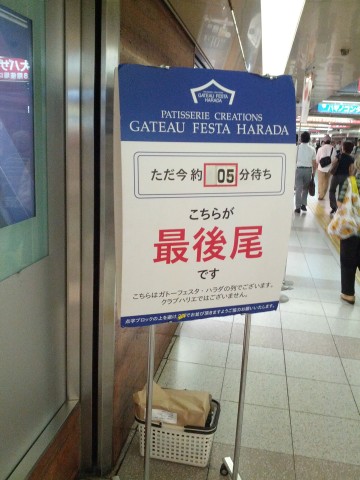 GATEAU FESTA
HARADA
PATISSERIE CREATIONS
GATEAU FESTA HARADA
ただ今 約 05 分待ち
こちらが
最後尾
です
こちらはガトーフェスタ・ハラダの列でございます。
クラブハリエではございません。